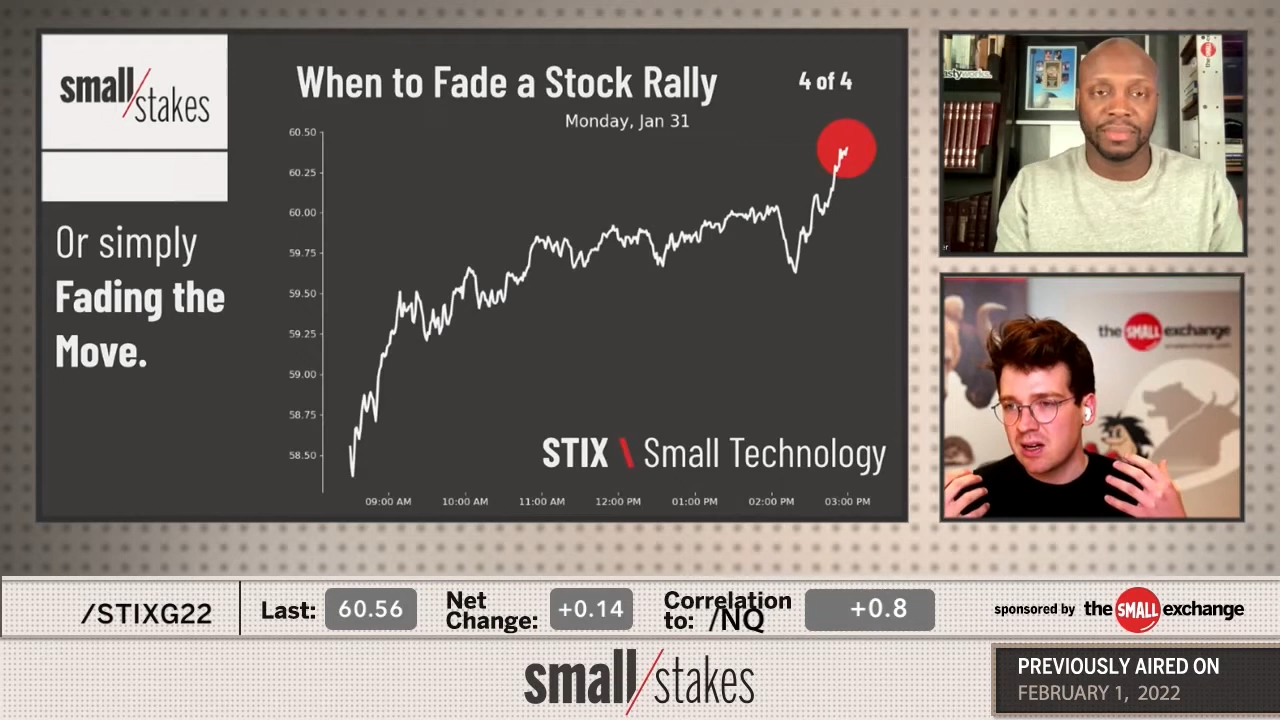 small/stakes
Or simply
Fading the
Move.
When to Fade a Stock Rally
4 of 4
Monday, Jan 31
60.50
60.25
60.00
59.75
59.50
59.25
59.00
58.75
58.50
09:00 AM
10:00 AM
11:00 AM
12:00 PM
01:00 PM
02:00 PM
03:00 PM
STIX \ Small Technology
astyworks.
the SMALL exchange
/STIXG22
Last: 60.56
Net
Change: +0.14
Correlation
to: /NQ
+0.8
sponsored by the SMALL exchange
small/stakes
PREVIOUSLY AIRED ON
FEBRUARY 1, 2022